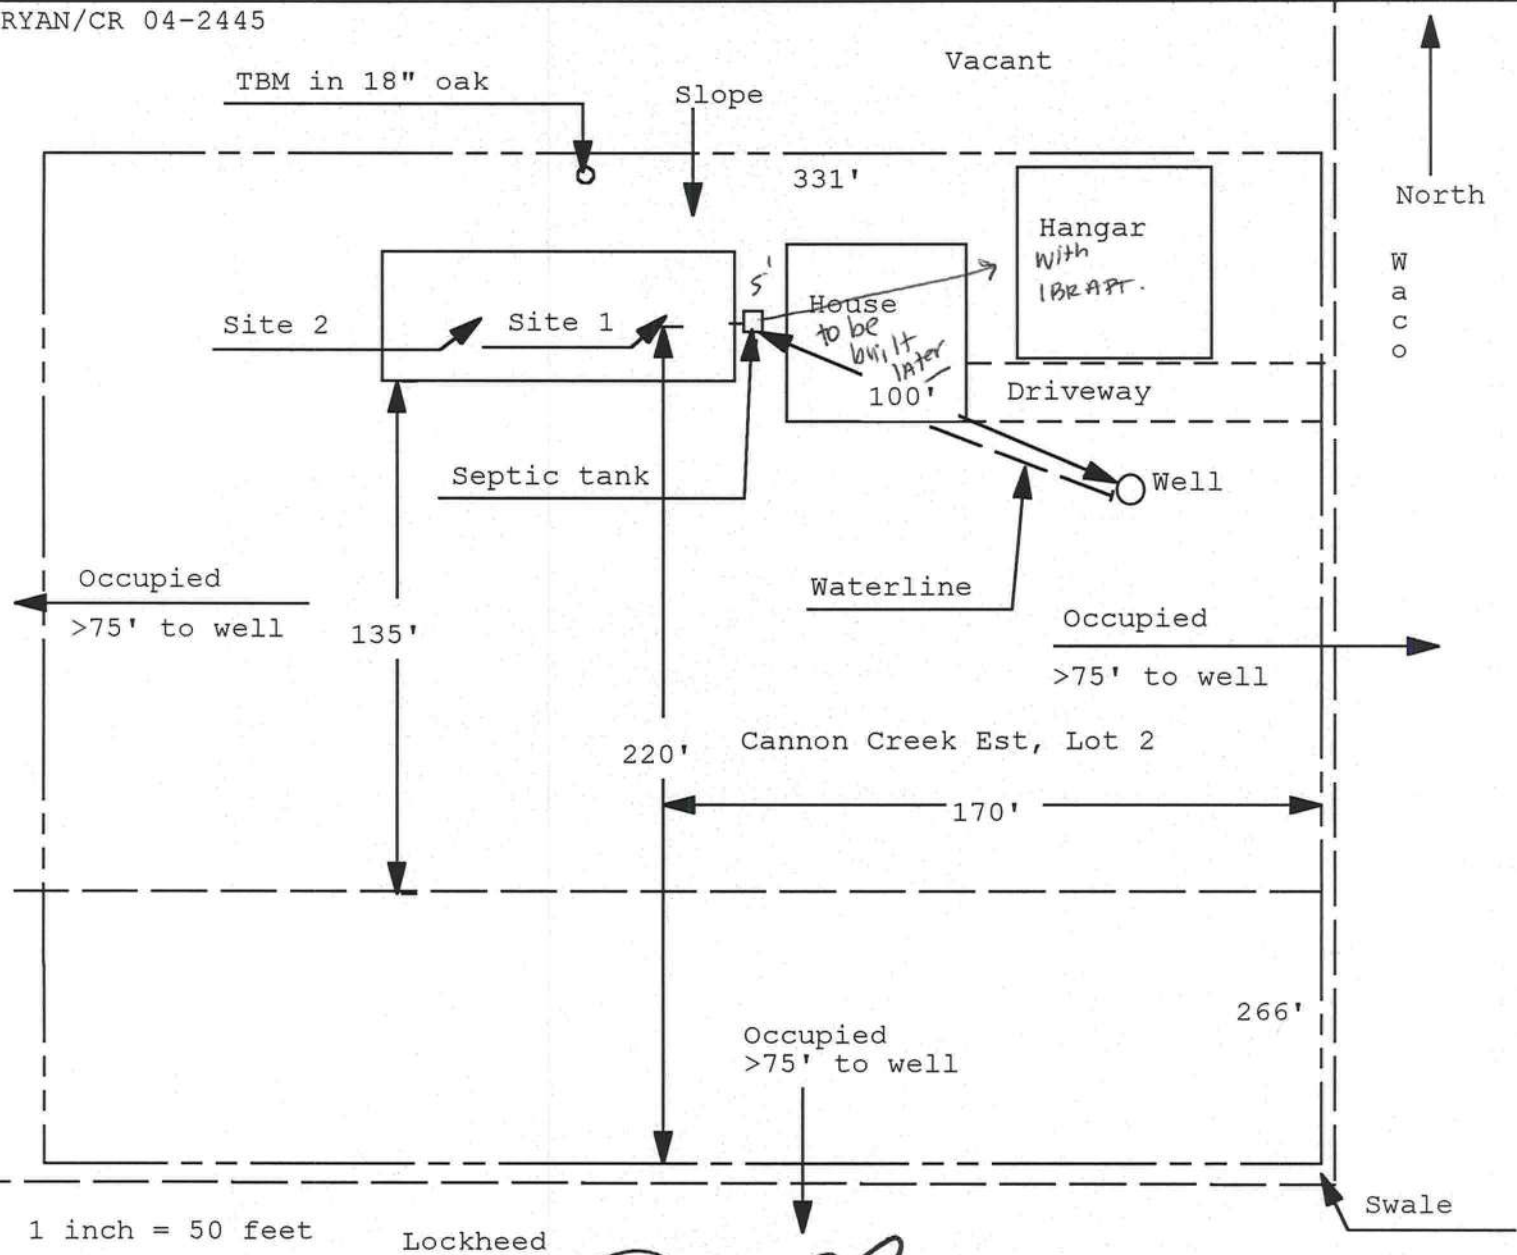 RYAN/CR 04-2445
Vacant
TBM in 18" oak
Slope
331'
North
Hangar
with
1BR APT.
Waco
5'
House
to be
built
later
Site 2
Site 1
100'
Driveway
Septic tank
Well
Occupied
>75' to well
135'
Waterline
Occupied
>75' to well
220'
Cannon Creek Est, Lot 2
170'
266'
Occupied
>75' to well
Swale
1 inch = 50 feet
Lockheed